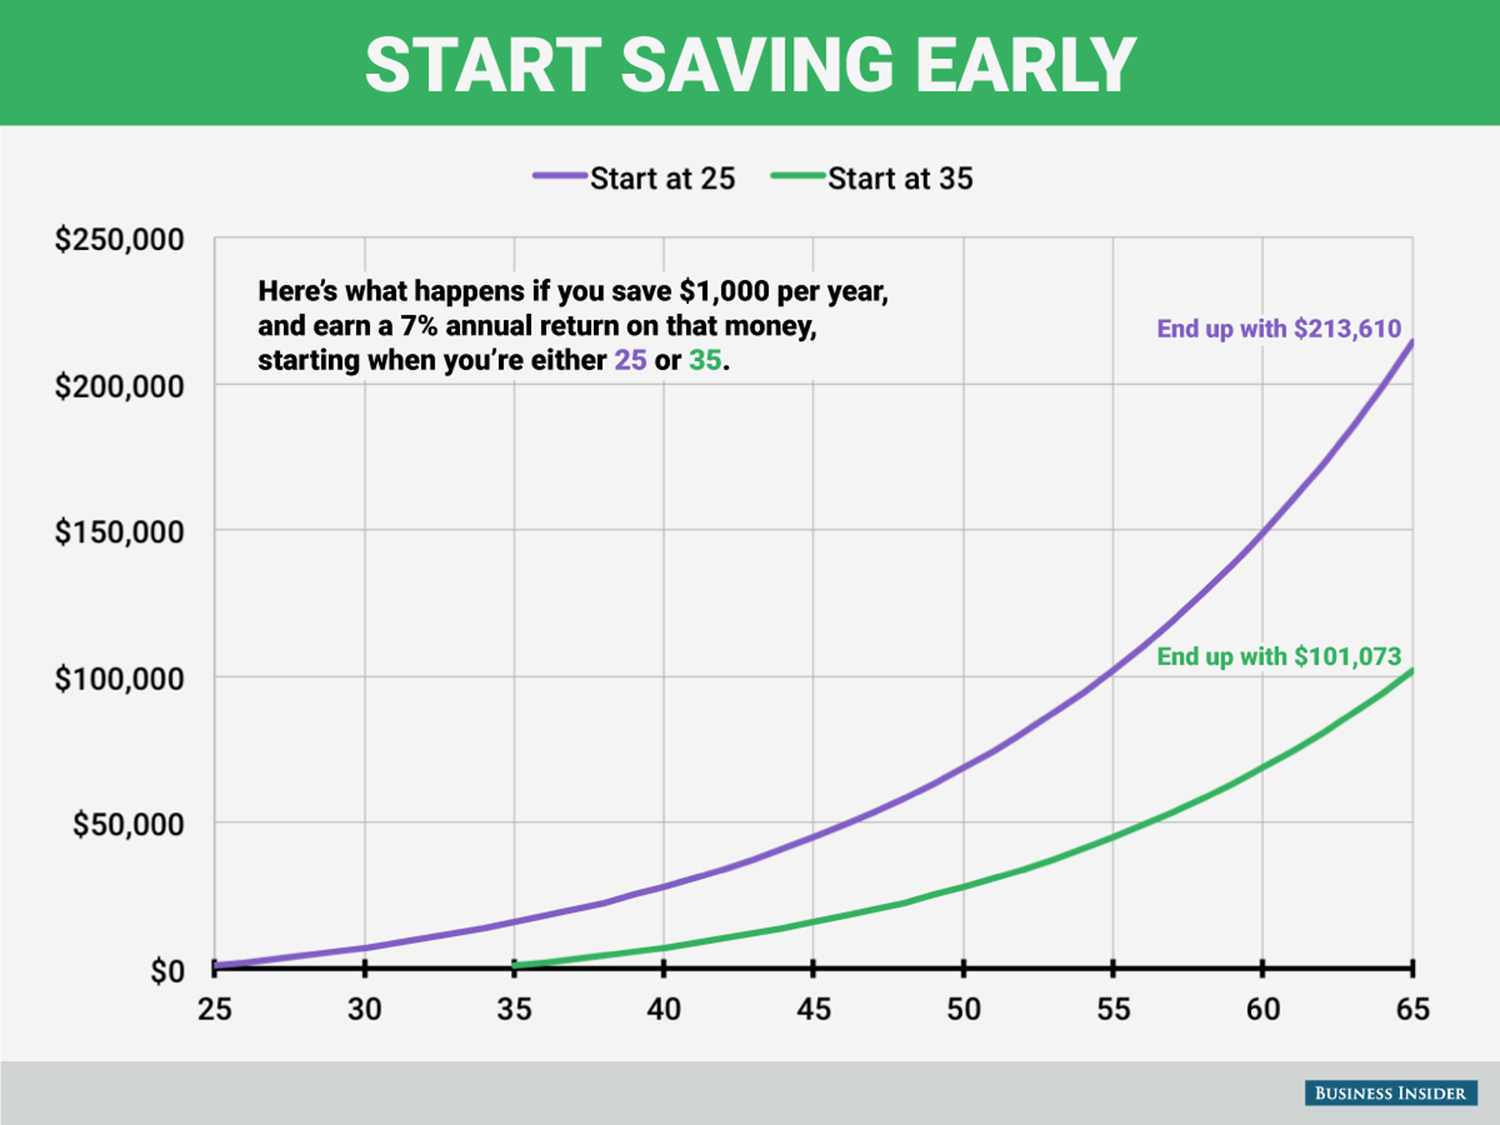 START SAVING EARLY
Start at 25
Start at 35
$250,000
Here's what happens if you save $1,000 per year,
and earn a 7% annual return on that money,
starting when you're either 25 or 35.
End up with $213,610
$200,000
$150,000
End up with $101,073
$100,000
$50,000
$0
25 30 35 40 45 50 55 60 65
BUSINESS INSIDER